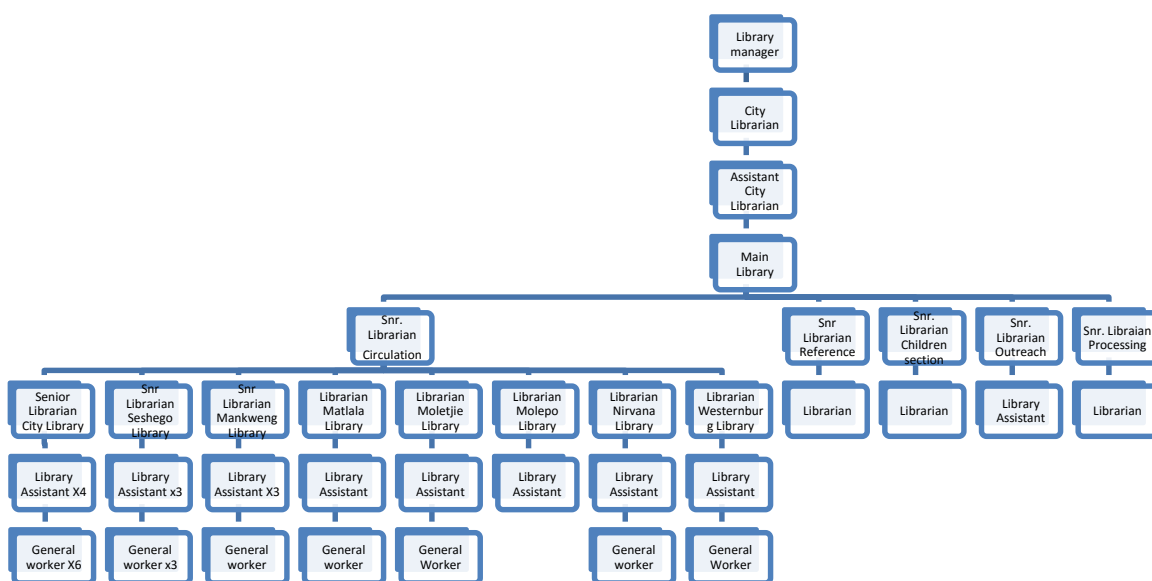 Library
manager
City
Librarian
Assistant
City
Librarian
Main
Library
Snr.
Librarian
Circulation
Snr
Librarian
Reference
Snr.
Librarian
Children
section
Snr.
Librarian
Outreach
Snr. Libraian
Processing
Senior
Librarian
City Library
Snr
Librarian
Seshego
Library
Snr
Librarian
Mankweng
Library
Librarian
Matlala
Library
Librarian
Moletjie
Library
Librarian
Molepo
Library
Librarian
Nirvana
Library
Librarian
Westernbur
g Library
Librarian
Librarian
Library
Assistant
Librarian
Library
Assistant X4
Library
Assistant x3
Library
Assistant X3
Library
Assistant
Library
Assistant
Library
Assistant
Library
Assistant
Library
Assistant
General
worker X6
General
worker x3
General
worker
General
worker
General
Worker
General
worker
General
Worker